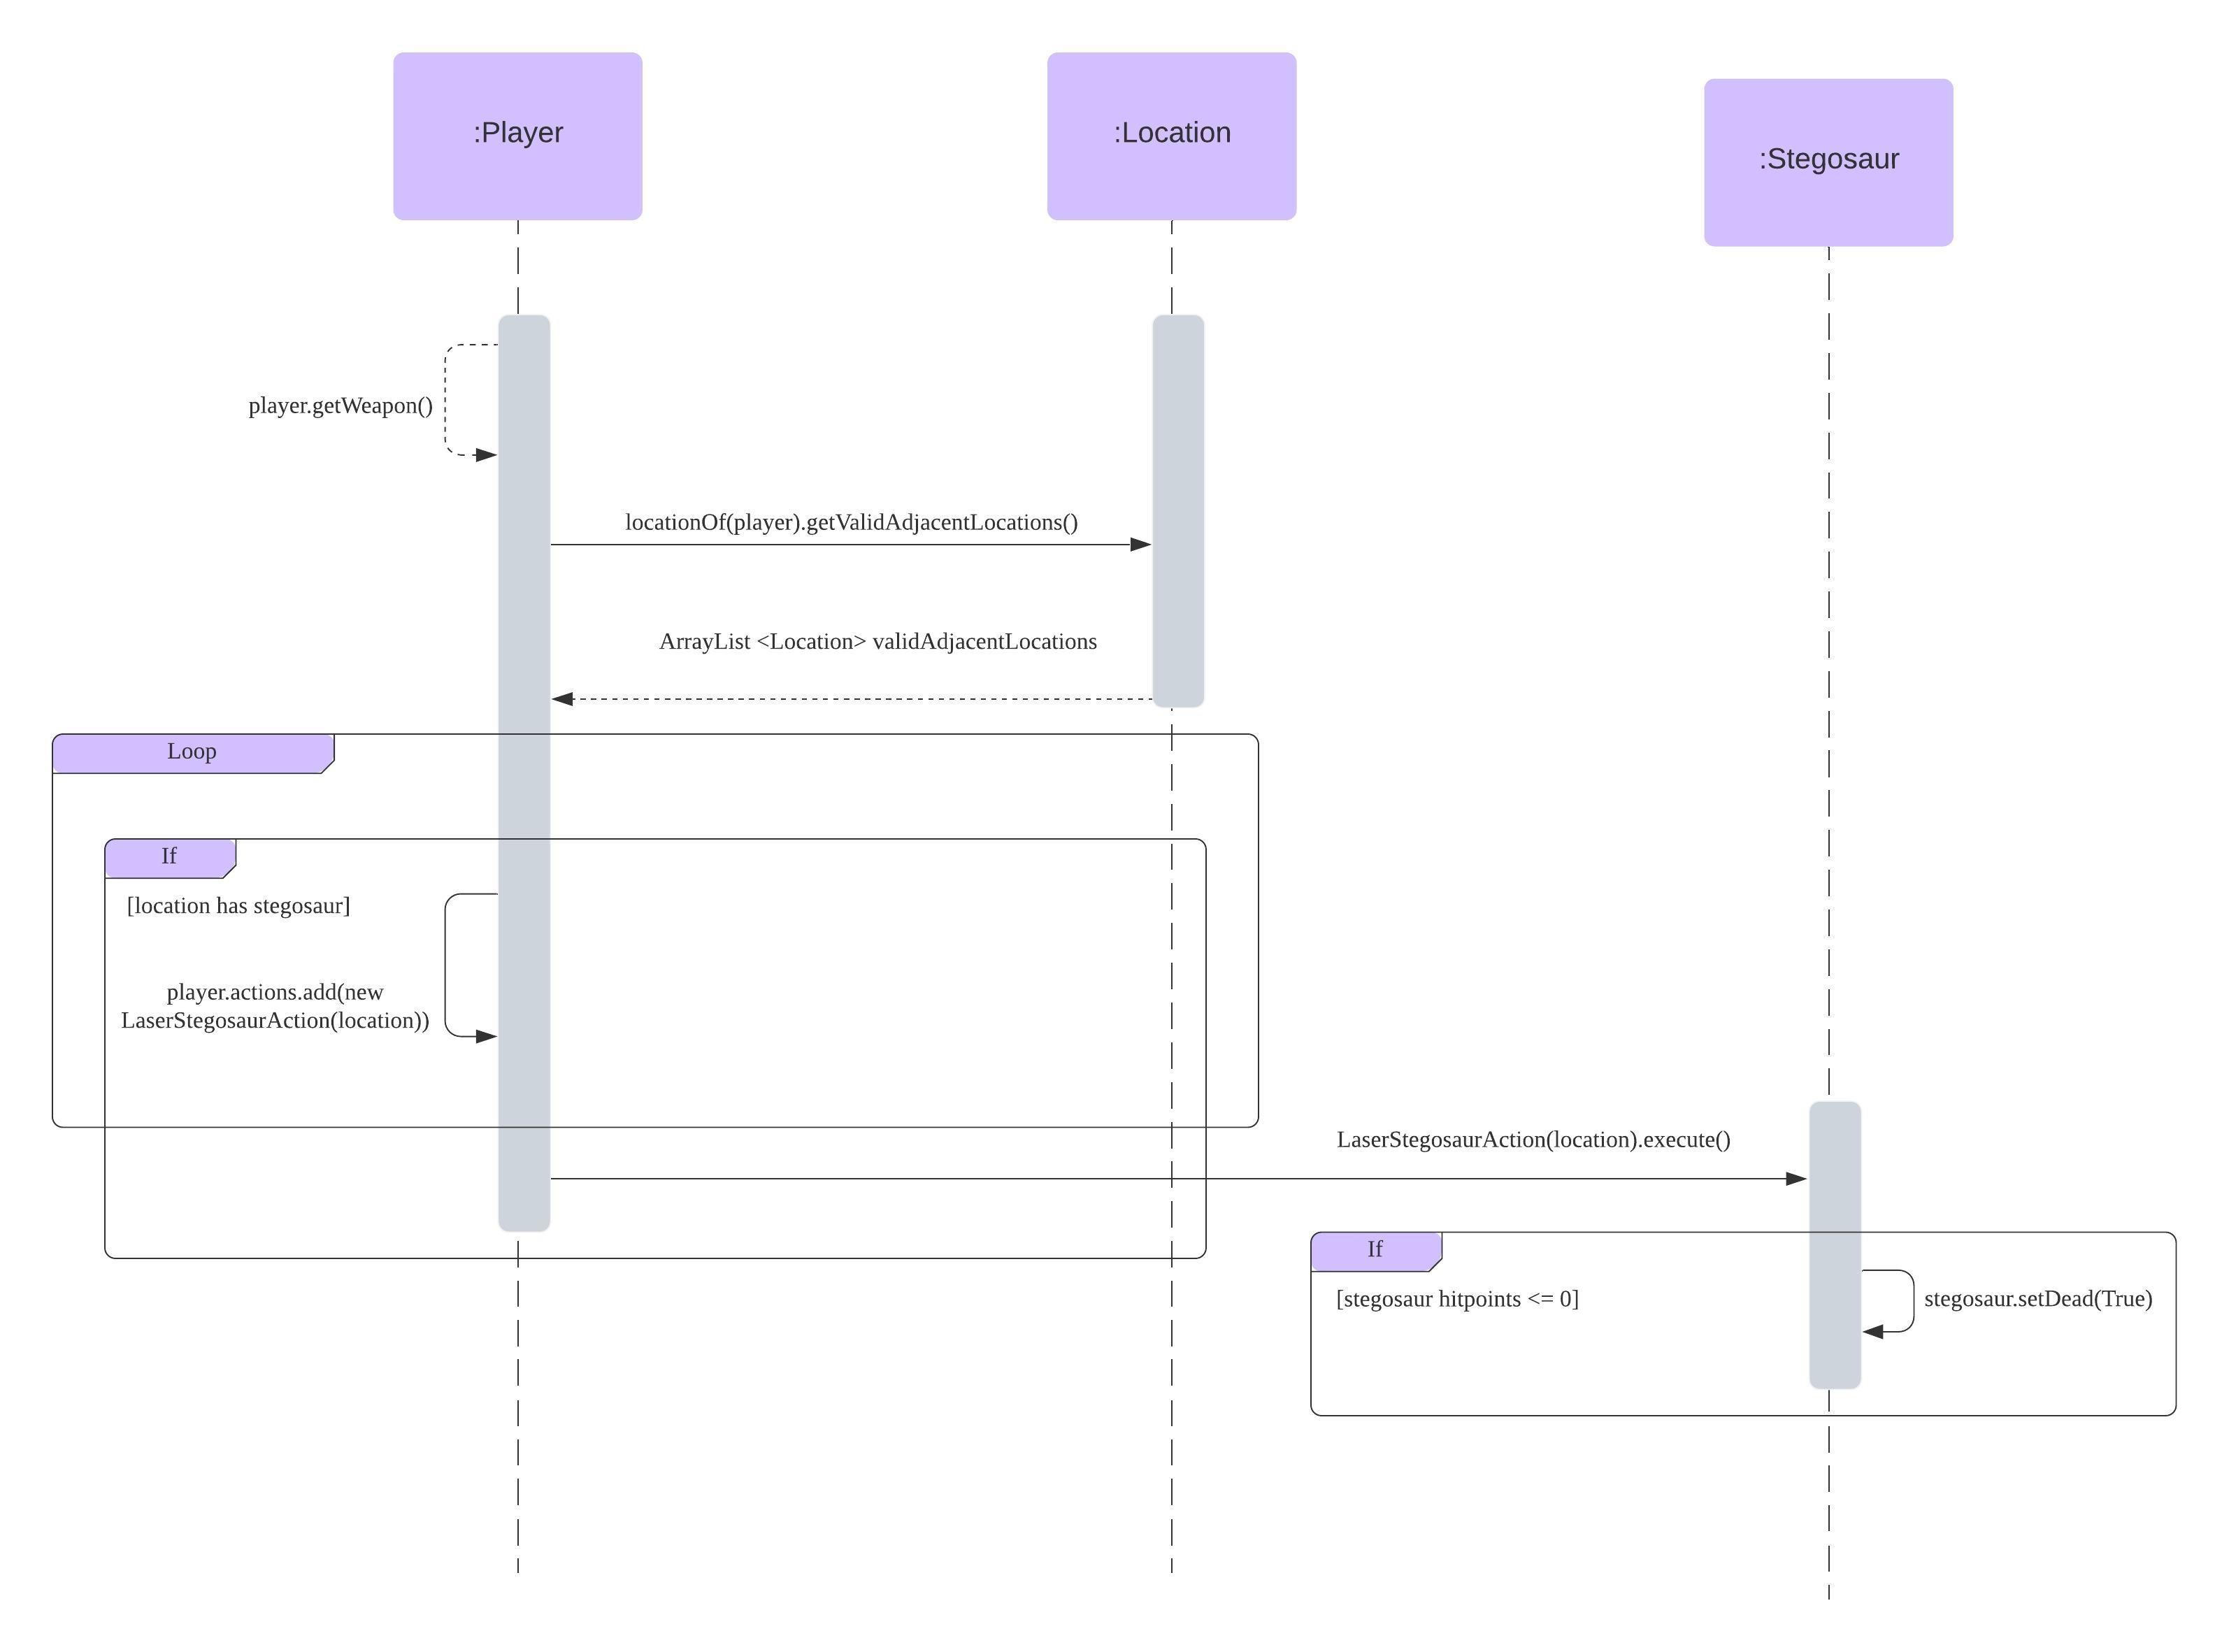 :Player
:Location
:Stegosaur
player.getWeapon()
locationOf(player).getValidAdjacentLocations()
ArrayList <Location> validAdjacentLocations
Loop
If
[location has stegosaur]
player.actions.add(new
LaserStegosaurAction(location))
LaserStegosaurAction(location).execute()
If
[stegosaur hitpoints <= 0]
stegosaur.setDead(True)